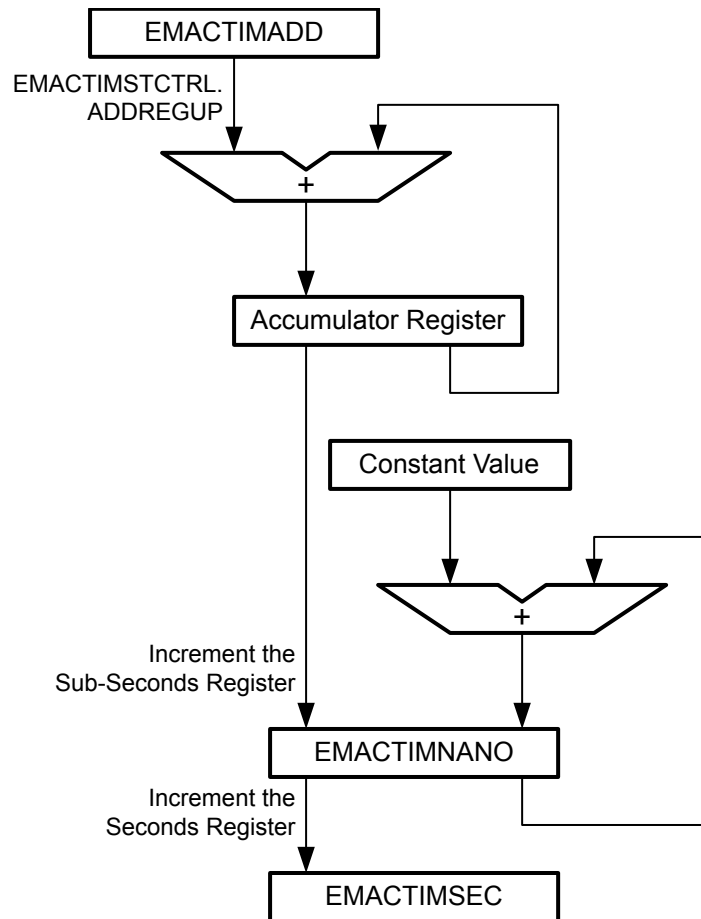 EMACTIMADD
EMACTIMSTCTRL.
ADDREGUP
+
Accumulator Register
Constant Value
+
Increment the
Sub-Seconds Register
EMACTIMNANO
Increment the
Seconds Register
EMACTIMSEC